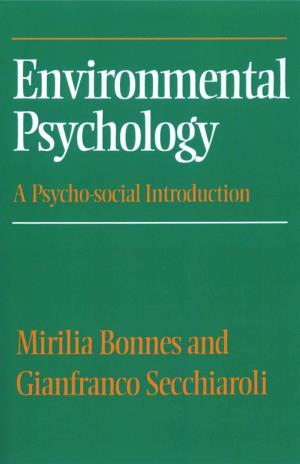 Environmental
Psychology
A Psycho-social Introduction
Mirilia Bonnes and
Gianfranco Secchiaroli